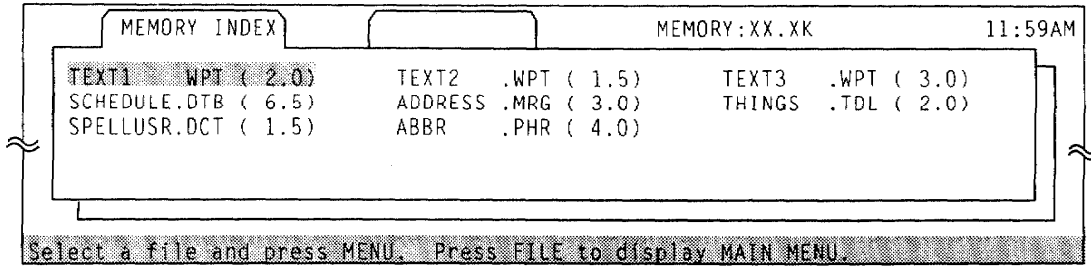 MEMORY INDEX MEMORY:XX.XK 11:59AM
TEXT1 .WPT ( 2.0) TEXT2 .WPT ( 1.5) TEXT3 .WPT ( 3.0)
SCHEDULE.DTB ( 6.5) ADDRESS .MRG ( 3.0) THINGS .TDL ( 2.0)
SPELLUSR.DCT ( 1.5) ABBR .PHR ( 4.0)
Select a file and press MENU. Press FILE to display MAIN MENU.